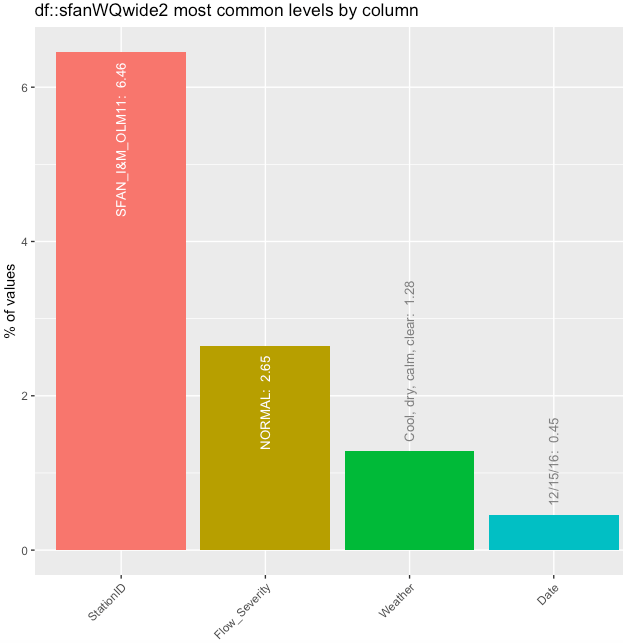 df::sfanWQwide2 most common levels by column
% of values
6
4
2
0
SFAN_I&M_OLM11:  6.46
NORMAL:  2.65
Cool, dry, calm, clear:  1.28
12/15/16:  0.45
StationID
Flow_Severity
Weather
Date